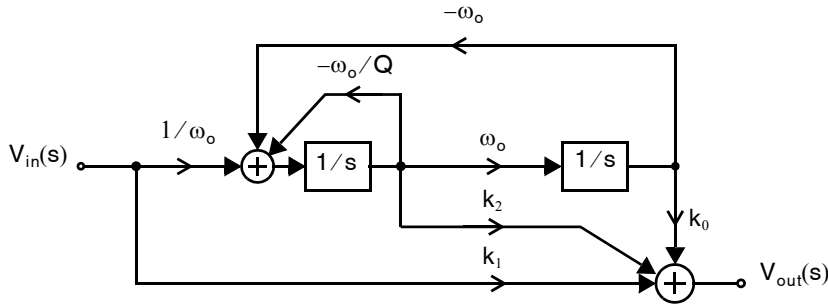 −ω₀
−ω₀/Q
V_in(s)
1/ω₀
1/s
ω₀
1/s
k₂
k₀
k₁
V_out(s)